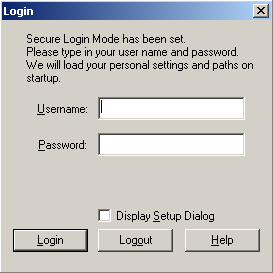 Login
Secure Login Mode has been set.
Please type in your user name and password.
We will load your personal settings and paths on
startup.
Username:
Password:
Display Setup Dialog
Login Logout Help